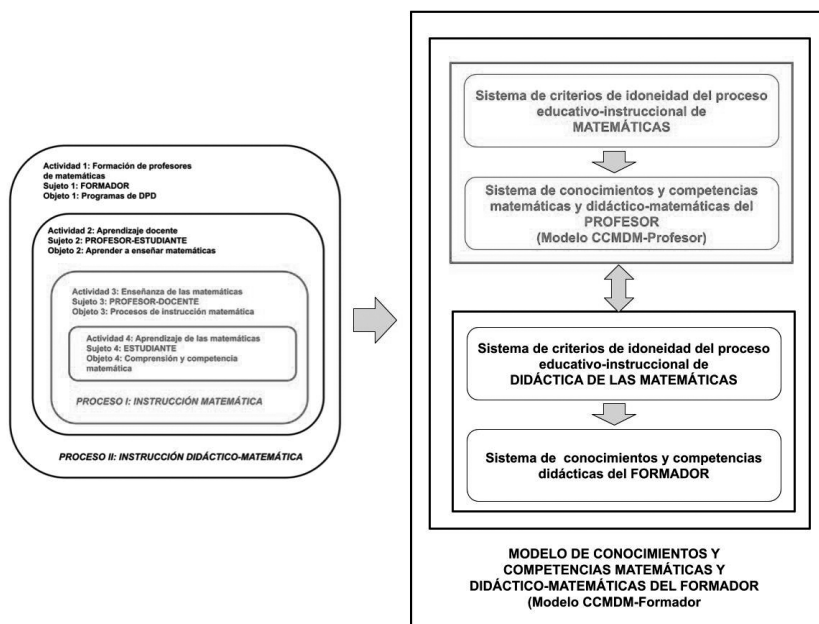 Actividad 1: Formación de profesores
de matemáticas
Sujeto 1: FORMADOR
Objeto 1: Programas de DPD
Actividad 2: Aprendizaje docente
Sujeto 2: PROFESOR-ESTUDIANTE
Objeto 2: Aprender a enseñar matemáticas
Actividad 3: Enseñanza de las matemáticas
Sujeto 3: PROFESOR-DOCENTE
Objeto 3: Procesos de instrucción matemática
Actividad 4: Aprendizaje de las matemáticas
Sujeto 4: ESTUDIANTE
Objeto 4: Comprensión y competencia
matemática
PROCESO I: INSTRUCCIÓN MATEMÁTICA
PROCESO II: INSTRUCCIÓN DIDÁCTICO-MATEMÁTICA
Sistema de criterios de idoneidad del proceso
educativo-instruccional de
MATEMÁTICAS
Sistema de conocimientos y competencias
matemáticas y didáctico-matemáticas del
PROFESOR
(Modelo CCMDM-Profesor)
Sistema de criterios de idoneidad del proceso
educativo-instruccional de
DIDÁCTICA DE LAS MATEMÁTICAS
Sistema de conocimientos y competencias
didácticas del FORMADOR
MODELO DE CONOCIMIENTOS Y
COMPETENCIAS MATEMÁTICAS Y
DIDÁCTICO-MATEMÁTICAS DEL FORMADOR
(Modelo CCMDM-Formador